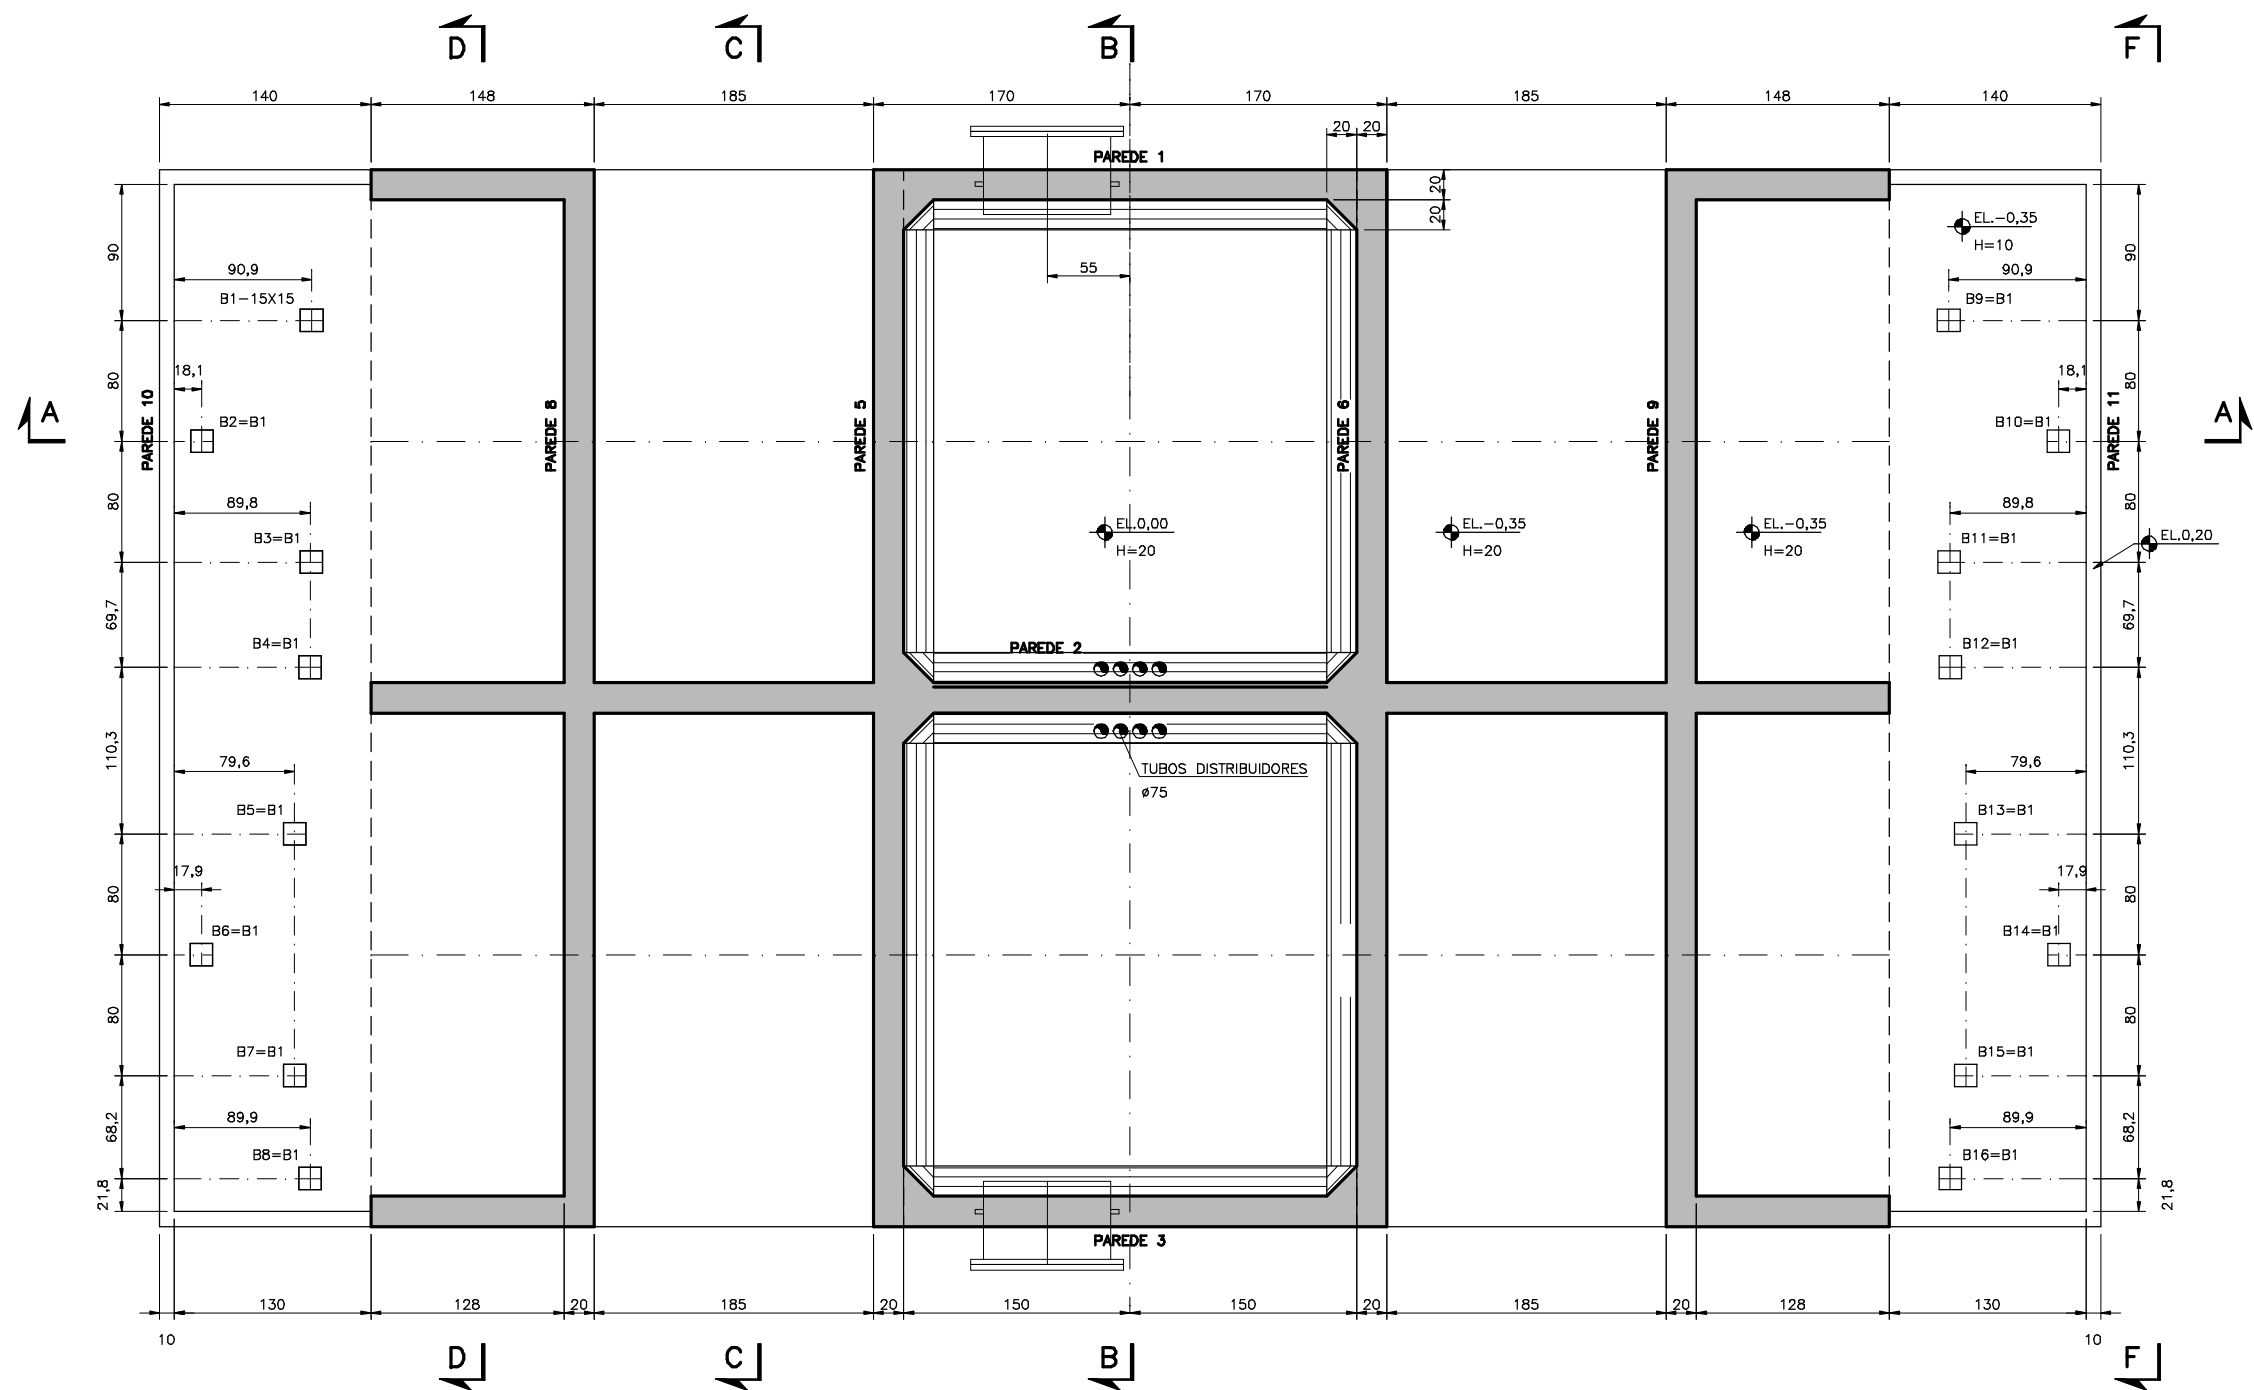 D C B F
140 148 185 170 170 185 148 140
20 20
PAREDE 1
20
20
90
90
EL.-0,35
H=10
55
90,9
90,9
B1-15X15
B9=B1
80
80
18,1
18,1
A
A
PAREDE 10
PAREDE 8
PAREDE 5
PAREDE 6
PAREDE 9
PAREDE 11
B2=B1
B10=B1
80
80
89,8
89,8
EL.0,00
H=20
EL.-0,35
H=20
EL.-0,35
H=20
B3=B1
B11=B1
EL.0,20
69,7
69,7
B4=B1
PAREDE 2
B12=B1
110,3
110,3
79,6
79,6
TUBOS DISTRIBUIDORES
ø75
B5=B1
B13=B1
80
80
17,9
17,9
B6=B1
B14=B1
80
80
B7=B1
B15=B1
68,2
68,2
89,9
89,9
B8=B1
B16=B1
21,8
21,8
PAREDE 3
130 128 20 185 20 150 150 20 185 20 128 130
10
10
D C B F